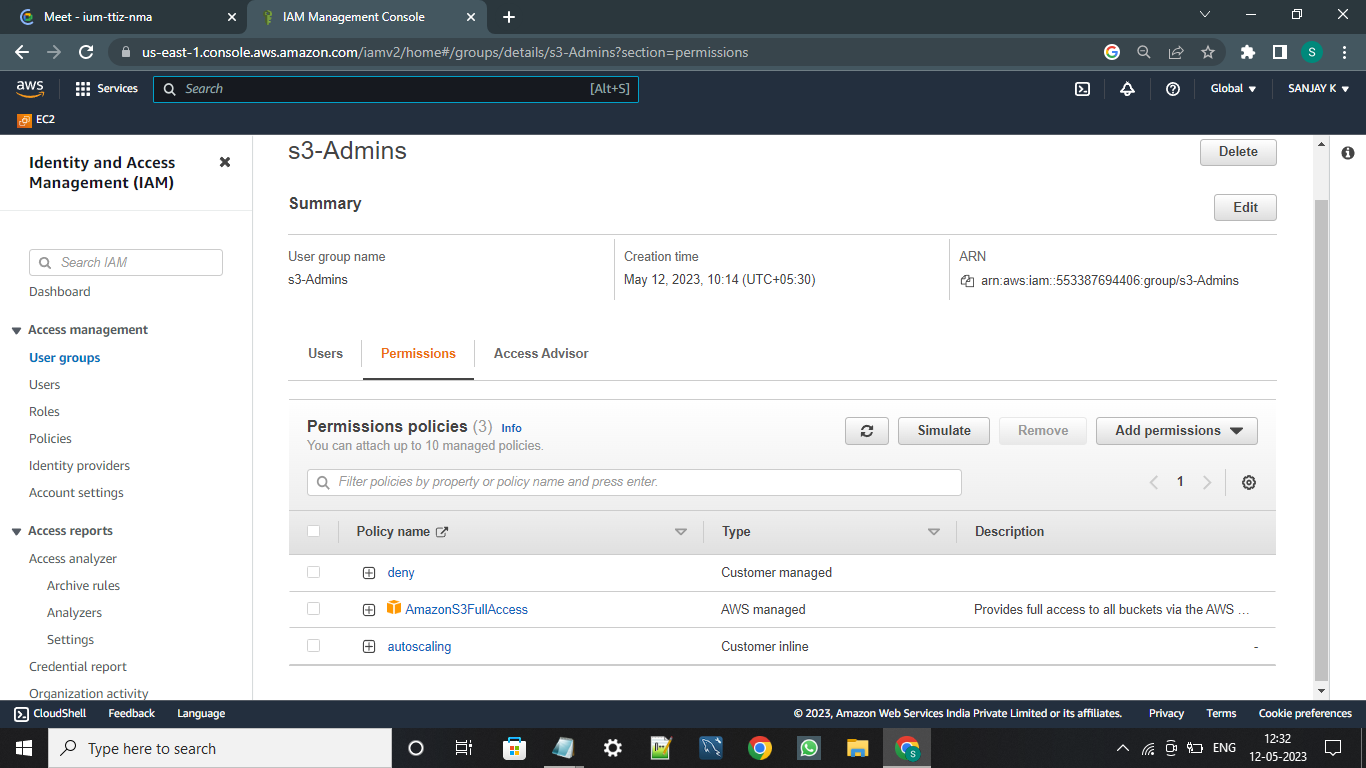 Meet - ium-ttiz-nma
IAM Management Console
us-east-1.console.aws.amazon.com/iamv2/home#/groups/details/s3-Admins?section=permissions
S
aws
Services
Search
[Alt+S]
Global
SANJAY K
EC2
Identity and Access
Management (IAM)
Search IAM
Dashboard
Access management
User groups
Users
Roles
Policies
Identity providers
Account settings
Access reports
Access analyzer
Archive rules
Analyzers
Settings
Credential report
Organization activity
s3-Admins
Delete
Summary
Edit
User group name
s3-Admins
Creation time
May 12, 2023, 10:14 (UTC+05:30)
ARN
arn:aws:iam::553387694406:group/s3-Admins
Users
Permissions
Access Advisor
Permissions policies (3) Info
You can attach up to 10 managed policies.
Simulate
Remove
Add permissions
Filter policies by property or policy name and press enter.
1
Policy name Type Description
deny Customer managed
AmazonS3FullAccess AWS managed Provides full access to all buckets via the AWS ...
autoscaling Customer inline -
CloudShell Feedback Language
© 2023, Amazon Web Services India Private Limited or its affiliates. Privacy Terms Cookie preferences
Type here to search
S
ENG
12:32
12-05-2023